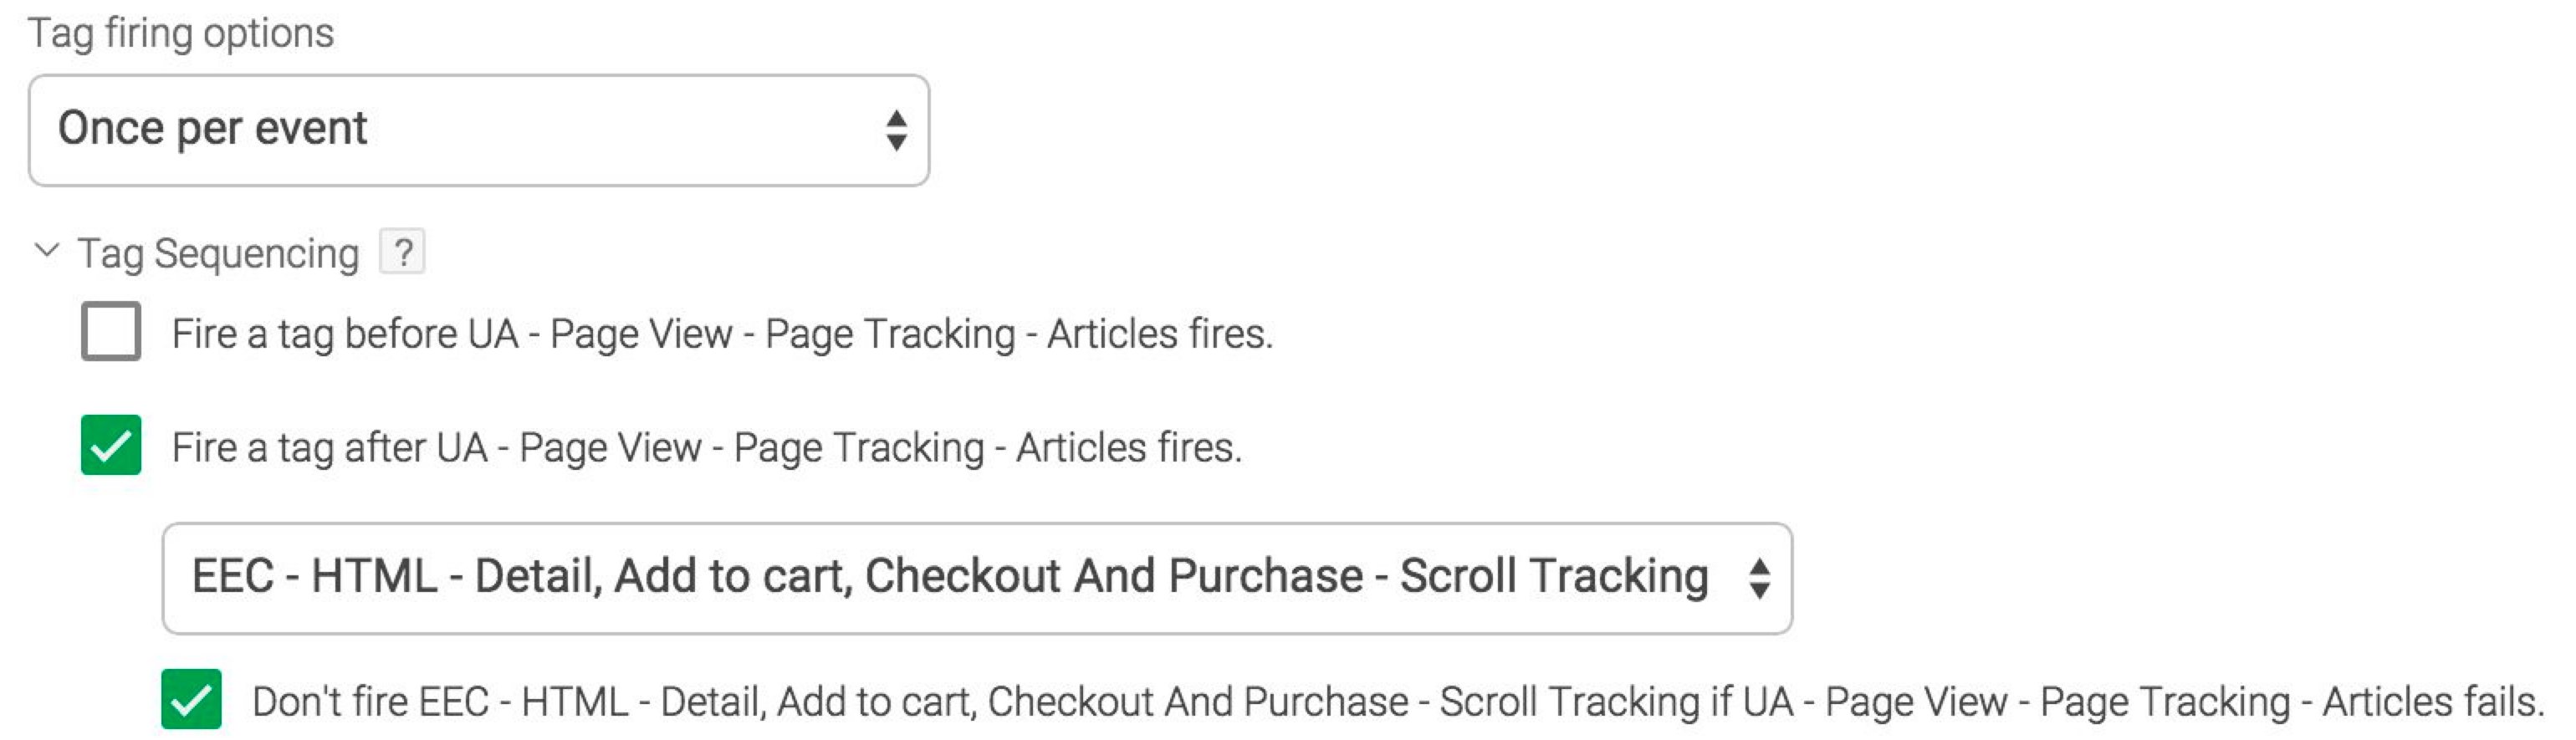 Tag firing options
Once per event
Tag Sequencing ?
Fire a tag before UA - Page View - Page Tracking - Articles fires.
Fire a tag after UA - Page View - Page Tracking - Articles fires.
EEC - HTML - Detail, Add to cart, Checkout And Purchase - Scroll Tracking
Don't fire EEC - HTML - Detail, Add to cart, Checkout And Purchase - Scroll Tracking if UA - Page View - Page Tracking - Articles fails.